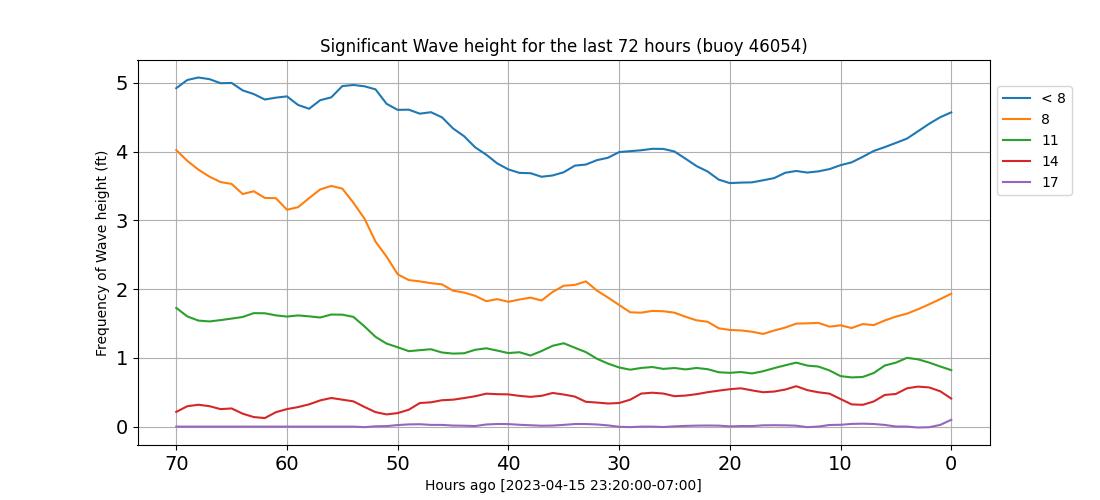 Significant Wave height for the last 72 hours (buoy 46054)
Frequency of Wave height (ft)
5
4
3
2
1
0
70 60 50 40 30 20 10 0
Hours ago [2023-04-15 23:20:00-07:00]
< 8
8
11
14
17